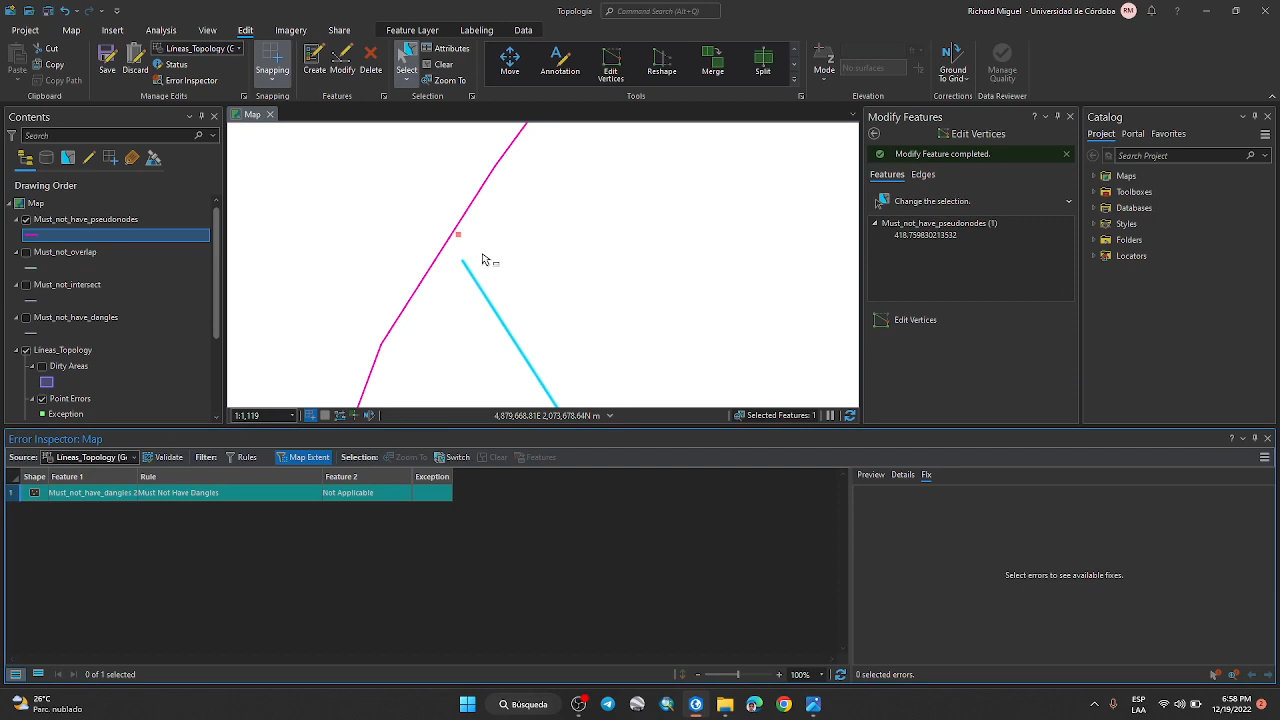 Topologis
Command Search (Alt+Q)
Richard Miguel - Universidad de Córdoba
RM
Project Map Insert Analysis View Edit Imagery Share Feature Layer Labeling Data
Paste
Cut
Copy
Copy Path
Clipboard
Save
Discard
Líneas_Topology (G
Status
Error Inspector
Manage Edits
Snapping
Snapping
Create
Modify
Delete
Features
Select
Attributes
Clear
Zoom To
Selection
Move
Annotation
Edit Vertices
Reshape
Merge
Split
Tools
Mode
ft
No surfaces
Elevation
Ground To Grid
Corrections
Manage Quality
Data Reviewer
Contents
Search
Drawing Order
Map
Must_not_have_pseudonodes
Must_not_overlap
Must_not_intersect
Must_not_have_dangles
Líneas_Topology
Dirty Areas
Point Errors
Exception
Map
1:1,119
4,879,668.81E 2,073,678.64N m
Selected Features: 1
Modify Features
Edit Vertices
Modify Feature completed.
Features Edges
Change the selection.
Must_not_have_pseudonodes (1)
418.759830213532
Edit Vertices
Catalog
Project Portal Favorites
Search Project
Maps
Toolboxes
Databases
Styles
Folders
Locators
Error Inspector: Map
Source: Líneas_Topology (G Validate Filter: Rules Map Extent Selection: Zoom To Switch Clear Features
Shape Feature 1 Rule Feature 2 Exception
1 Must_not_have_dangles 2 Must Not Have Dangles Not Applicable
Preview Details Fix
Select errors to see available fixes.
0 of 1 selected
100%
0 selected errors.
26°C
Parc. nublado
Búsqueda
ESP
LAA
6:58 PM
12/19/2022
2